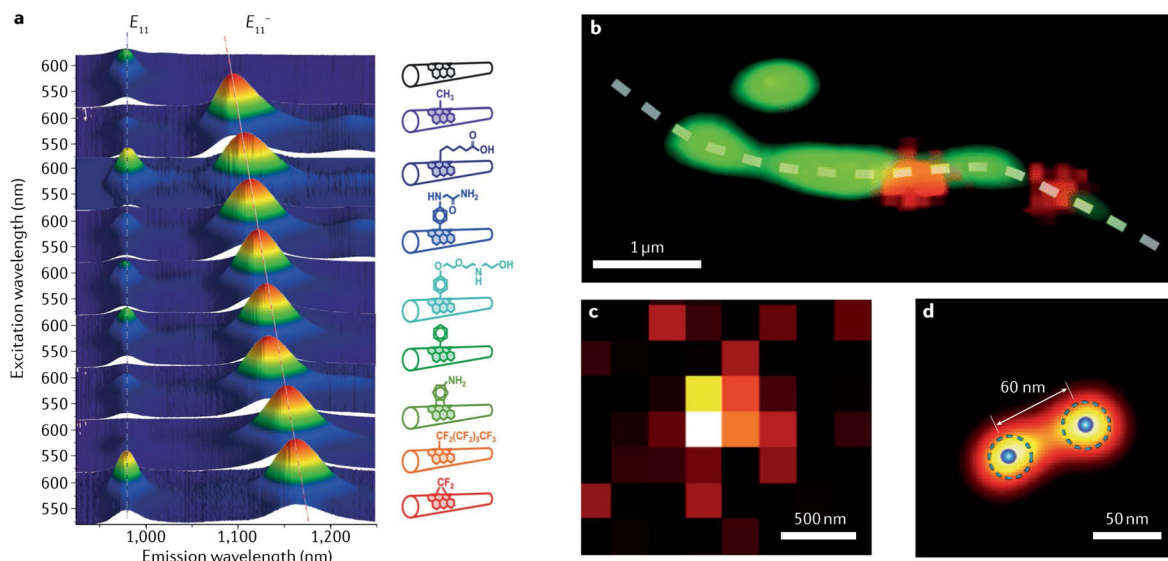 a
E11
E11−
Excitation wavelength (nm)
600
550
600
550
600
550
600
550
600
550
600
550
600
550
600
550
600
550
1,000
1,100
1,200
Emission wavelength (nm)
CH3
O
OH
HN
NH2
O
O
O
N
H
OH
NH2
CF2(CF2)5CF3
CF2
b
1 μm
c
500 nm
d
60 nm
50 nm